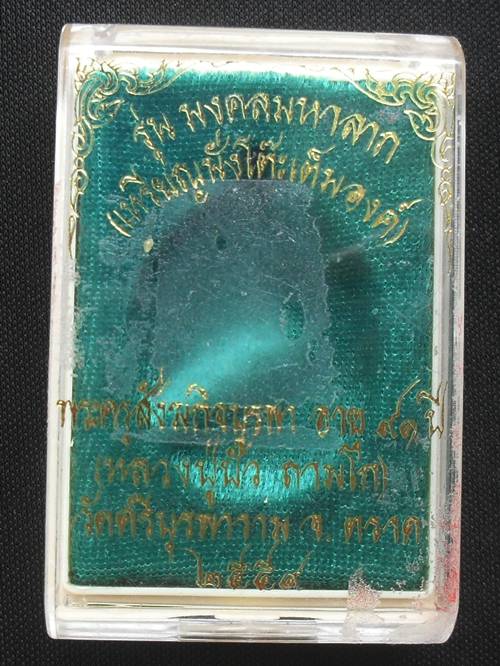 รุ่น มงคลมหาลาภ
(เหรียญนั่งโต๊ะเต็มองค์)
พระครูสังฆกิจบูรพา อายุ ๙๑ ปี
(หลวงปู่บัว ถามโก)
วัดศรีบุรพาราม จ. ตราด
๒๕๕๙